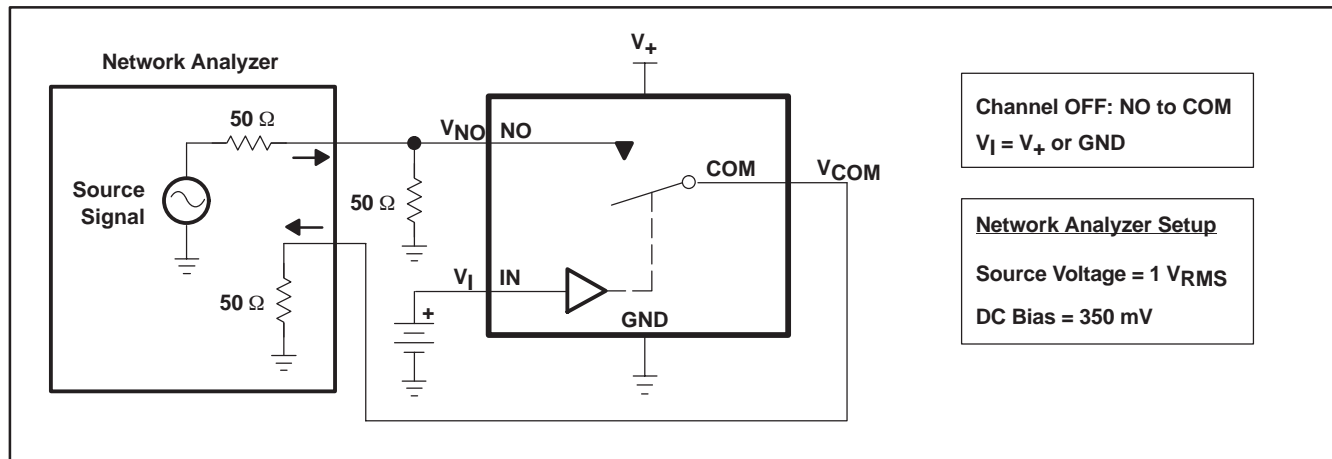 Network Analyzer
50 Ω
Source
Signal
50 Ω
50 Ω
V+
VNO
NO
COM
VCOM
VI
IN
+
GND
Channel OFF: NO to COM
VI = V+ or GND
Network Analyzer Setup
Source Voltage = 1 VRMS
DC Bias = 350 mV